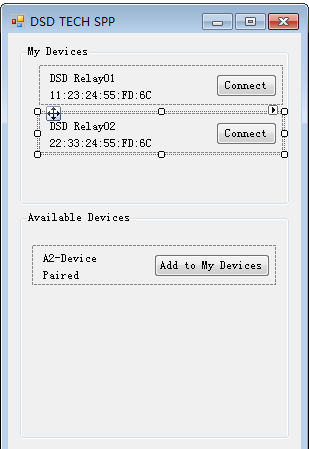 DSD TECH SPP
My Devices
DSD Relay01
11:23:24:55:FD:6C
Connect
DSD Relay02
22:33:24:55:FD:6C
Connect
Available Devices
A2-Device
Paired
Add to My Devices